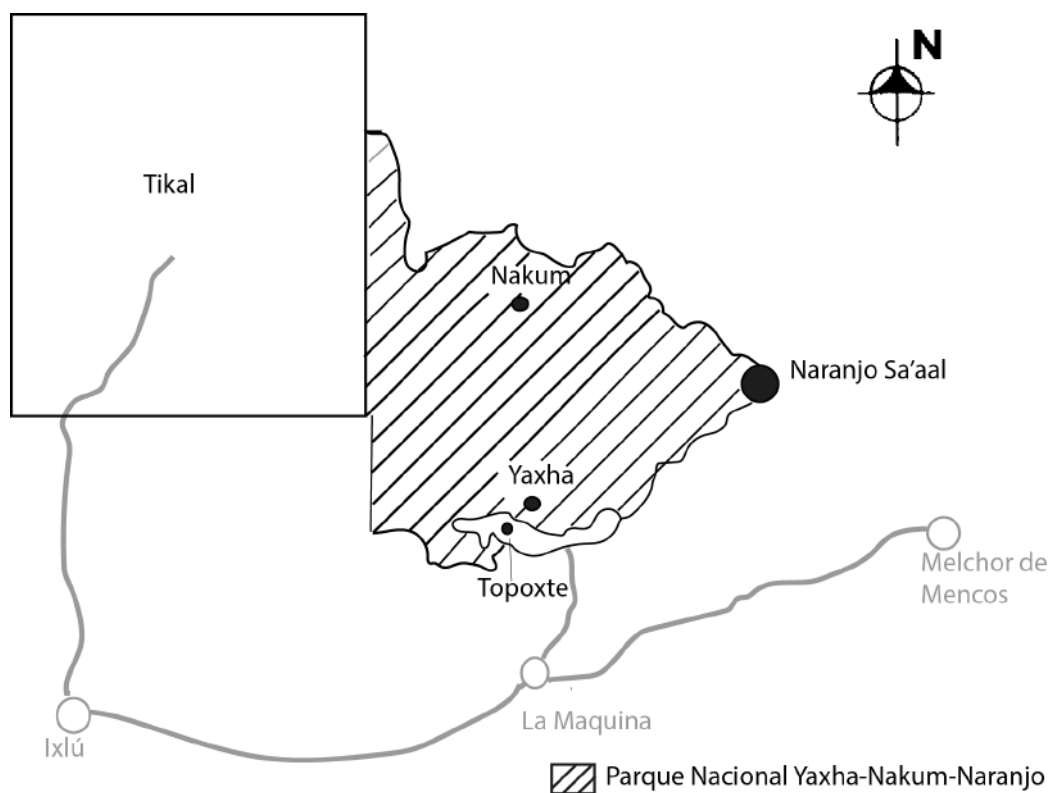 N
Tikal
Nakum
Naranjo Sa'aal
Yaxha
Topoxte
Melchor de
Mencos
La Maquina
Ixlú
Parque Nacional Yaxha-Nakum-Naranjo